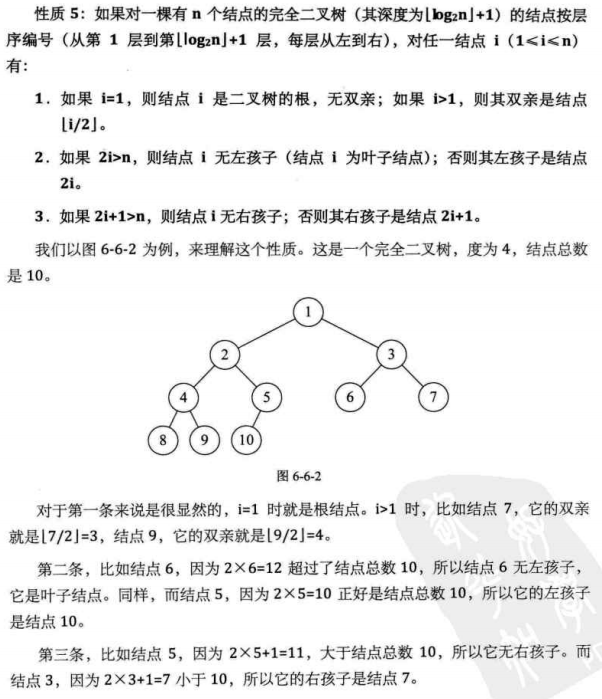 性质 5：如果对一棵有 n 个结点的完全二叉树（其深度为⌊log₂n⌋+1）的结点按层
序编号（从第 1 层到第⌊log₂n⌋+1 层，每层从左到右），对任一结点 i（1≤i≤n）
有：
1．如果 i=1，则结点 i 是二叉树的根，无双亲；如果 i>1，则其双亲是结点
⌊i/2⌋。
2．如果 2i>n，则结点 i 无左孩子（结点 i 为叶子结点）；否则其左孩子是结点
2i。
3．如果 2i+1>n，则结点 i 无右孩子；否则其右孩子是结点 2i+1。
我们以图 6-6-2 为例，来理解这个性质。这是一个完全二叉树，度为 4，结点总数
是 10。
1
2 3
4 5 6 7
8 9 10
图 6-6-2
对于第一条来说是很显然的，i=1 时就是根结点。i>1 时，比如结点 7，它的双亲
就是⌊7/2⌋=3，结点 9，它的双亲就是⌊9/2⌋=4。
第二条，比如结点 6，因为 2×6=12 超过了结点总数 10，所以结点 6 无左孩子，
它是叶子结点。同样，而结点 5，因为 2×5=10 正好是结点总数 10，所以它的左孩子
是结点 10。
第三条，比如结点 5，因为 2×5+1=11，大于结点总数 10，所以它无右孩子。而
结点 3，因为 2×3+1=7 小于 10，所以它的右孩子是结点 7。